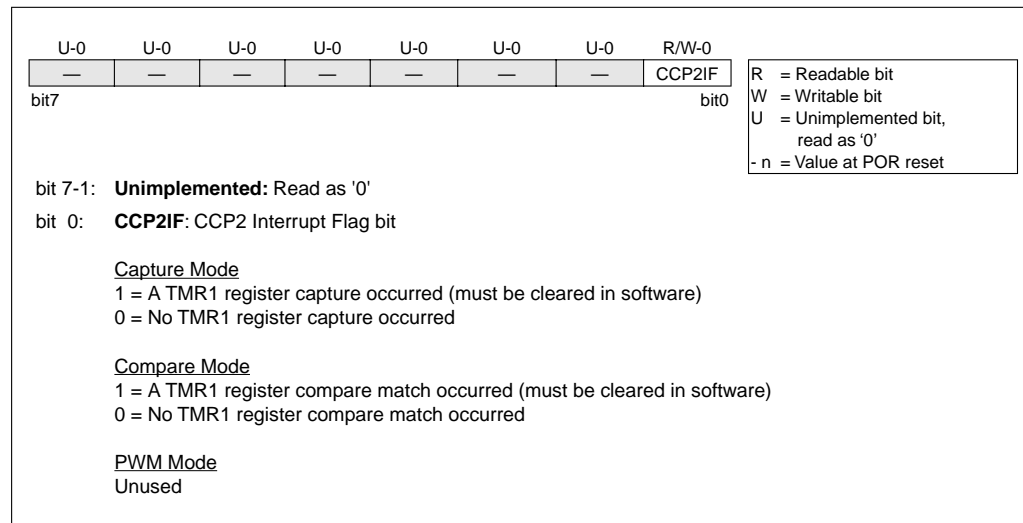 U-0 U-0 U-0 U-0 U-0 U-0 U-0 R/W-0
— — — — — — — CCP2IF
bit7 bit0
R = Readable bit
W = Writable bit
U = Unimplemented bit,
read as ‘0’
- n = Value at POR reset
bit 7-1: Unimplemented: Read as '0'
bit 0: CCP2IF: CCP2 Interrupt Flag bit
Capture Mode
1 = A TMR1 register capture occurred (must be cleared in software)
0 = No TMR1 register capture occurred
Compare Mode
1 = A TMR1 register compare match occurred (must be cleared in software)
0 = No TMR1 register compare match occurred
PWM Mode
Unused